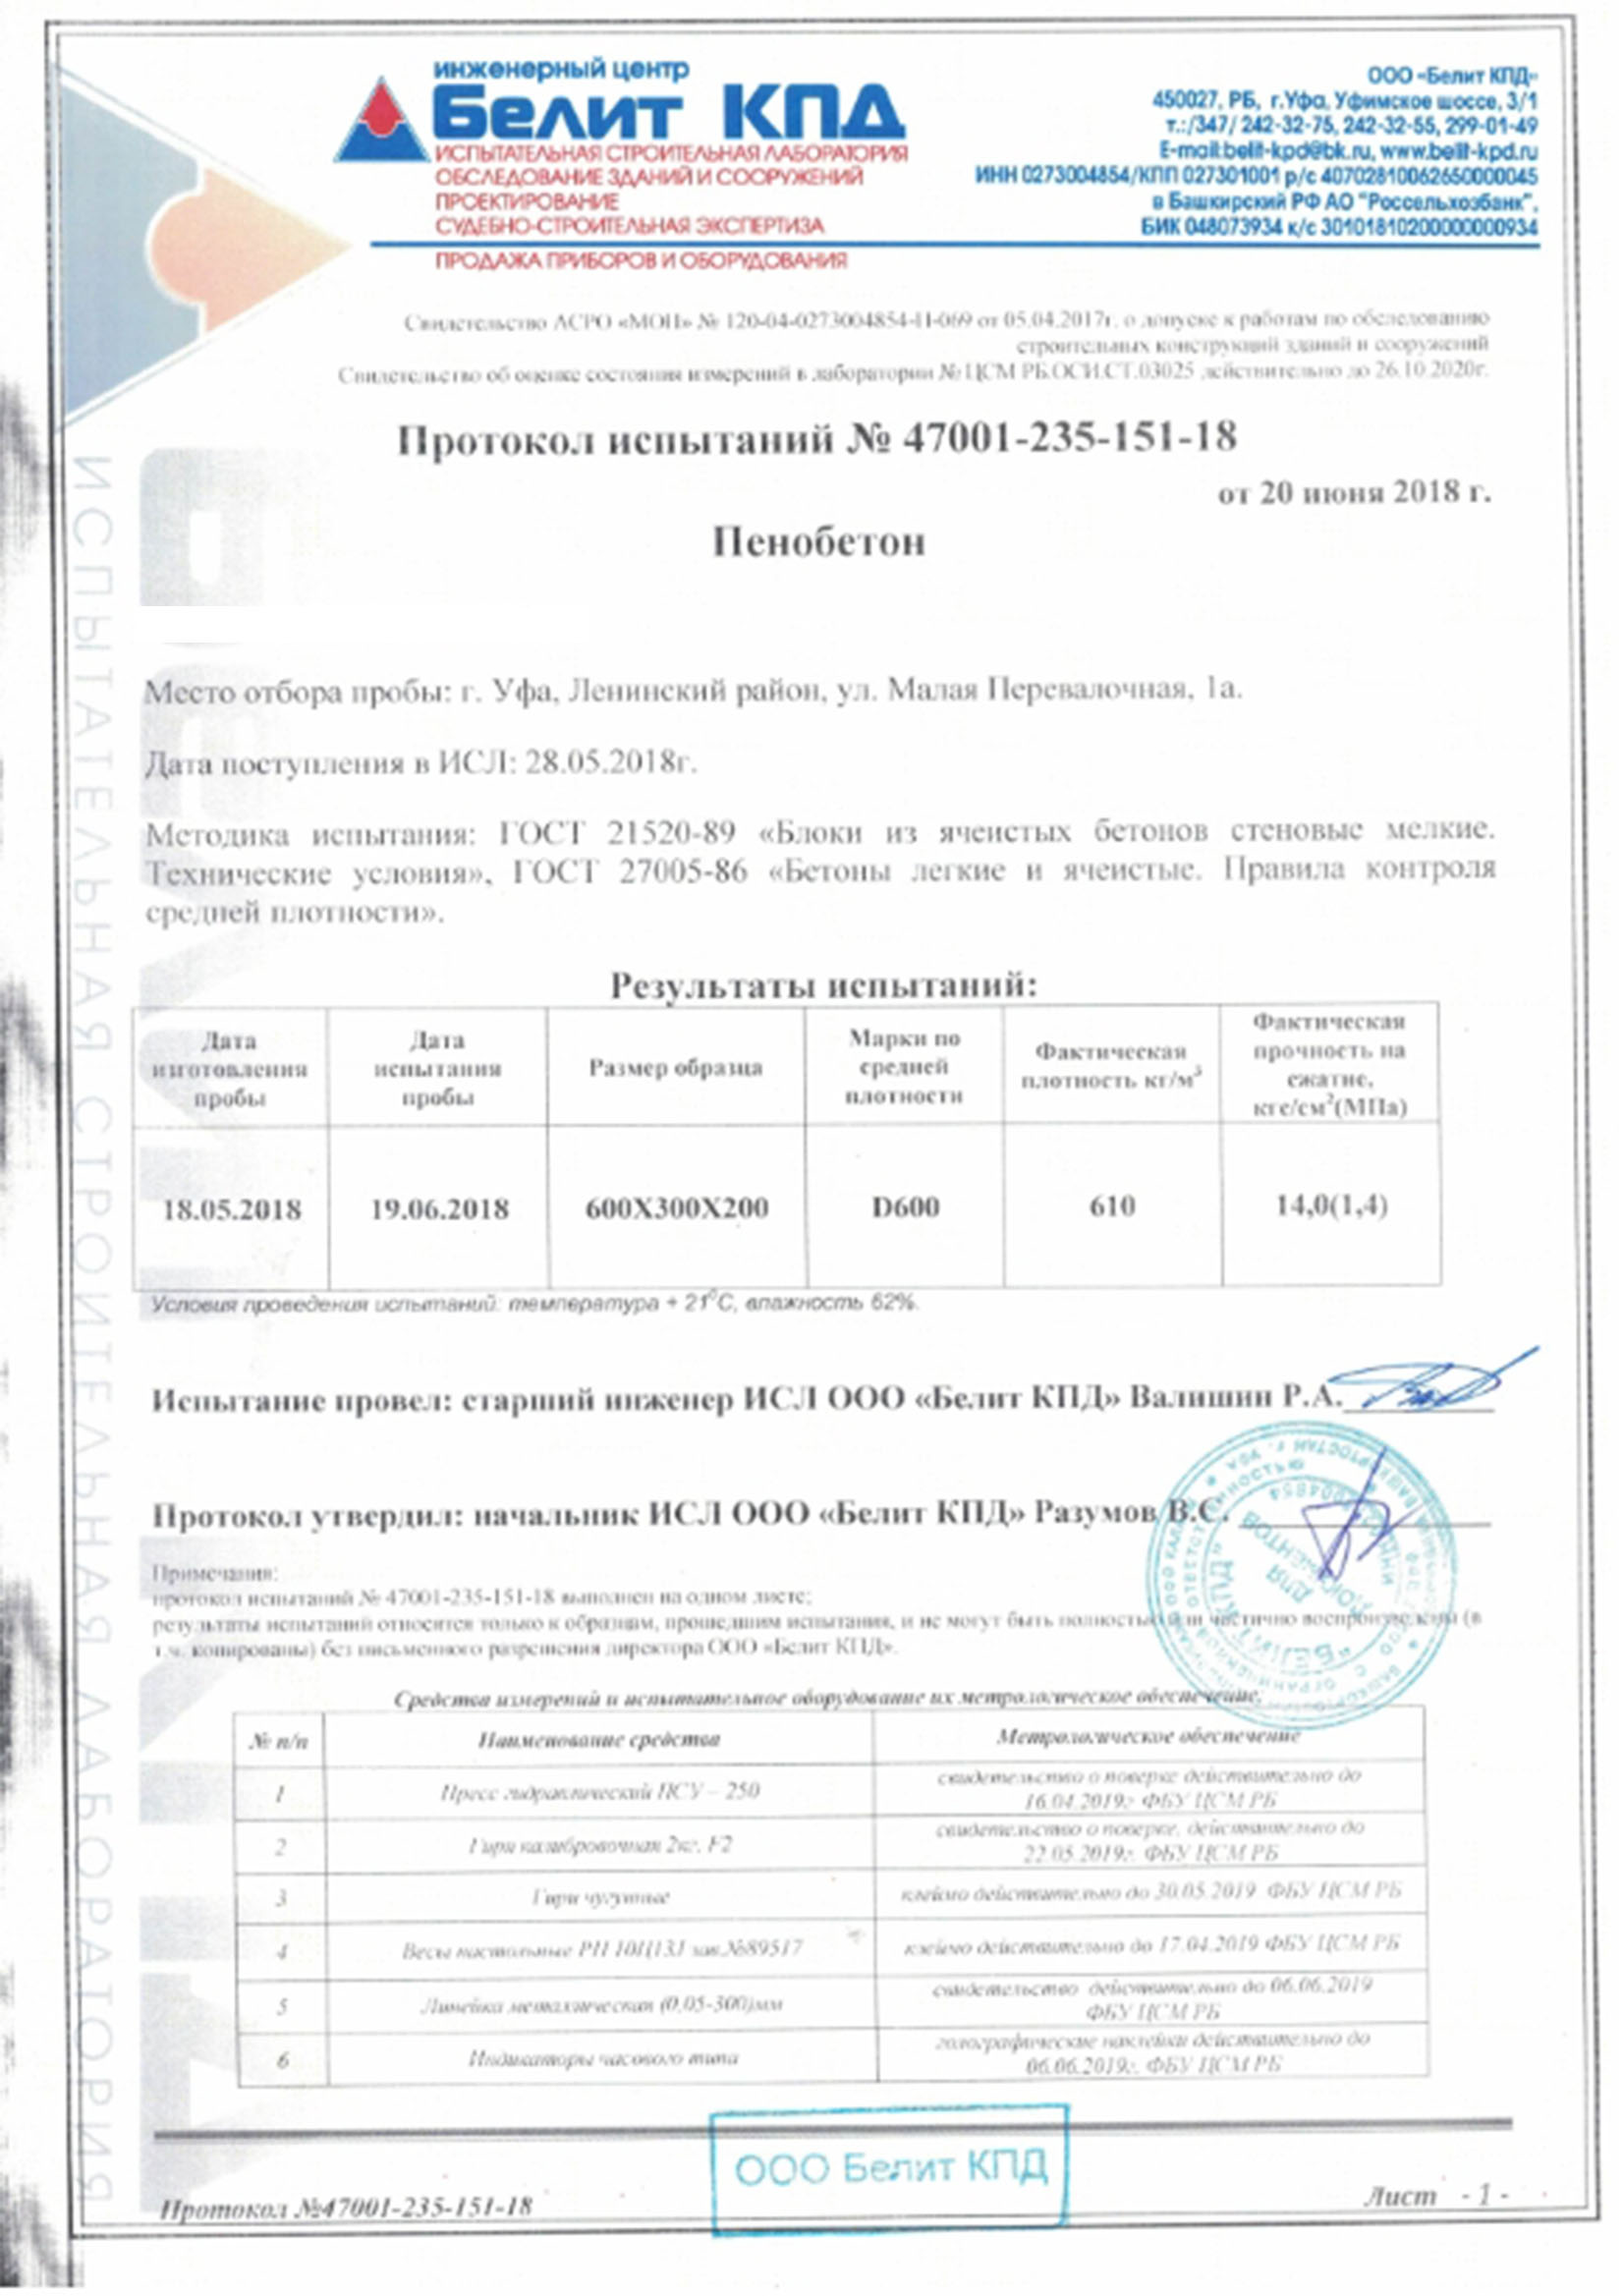 инженерный центр
Белит КПД
ИСПЫТАТЕЛЬНАЯ СТРОИТЕЛЬНАЯ ЛАБОРАТОРИЯ
ОБСЛЕДОВАНИЕ ЗДАНИЙ И СООРУЖЕНИЙ
ПРОЕКТИРОВАНИЕ
СУДЕБНО-СТРОИТЕЛЬНАЯ ЭКСПЕРТИЗА
ПРОДАЖА ПРИБОРОВ И ОБОРУДОВАНИЯ
ООО «Белит КПД»
450027, РБ, г.Уфа, Уфимское шоссе, 3/1
т.:/347/ 242-32-75, 242-32-55, 299-01-49
E-mail:belit-kpd@bk.ru, www.belit-kpd.ru
ИНН 0273004854/КПП 027301001 р/с 40702810062650000045
в Башкирский РФ АО "Россельхозбанк",
БИК 048073934 к/с 30101810200000000934
Свидетельство АСРО «МОП» № 120-04-0273004854-П-069 от 05.04.2017г. о допуске к работам по обследованию
строительных конструкций зданий и сооружений
Свидетельство об оценке состояния измерений в лаборатории № ЦСМ РБ.ОСИ.СТ.03025 действительно до 26.10.2020г.
Протокол испытаний № 47001-235-151-18
от 20 июня 2018 г.
Пенобетон
Место отбора пробы: г. Уфа, Ленинский район, ул. Малая Перевалочная, 1а.
Дата поступления в ИСЛ: 28.05.2018г.
Методика испытания: ГОСТ 21520-89 «Блоки из ячеистых бетонов стеновые мелкие.
Технические условия», ГОСТ 27005-86 «Бетоны легкие и ячеистые. Правила контроля
средней плотности».
Результаты испытаний:
Дата изготовления пробы
Дата испытания пробы
Размер образца
Марки по средней плотности
Фактическая плотность кг/м³
Фактическая прочность на сжатие, кгс/см²(МПа)
18.05.2018
19.06.2018
600Х300Х200
D600
610
14,0(1,4)
Условия проведения испытаний: температура + 21⁰С, влажность 62%.
Испытание провел: старший инженер ИСЛ ООО «Белит КПД» Валишин Р.А.
Протокол утвердил: начальник ИСЛ ООО «Белит КПД» Разумов В.С.
"БЕЛИТ КПД"
ДЛЯ
ДОКУМЕНТОВ
Примечания:
протокол испытаний № 47001-235-151-18 выполнен на одном листе;
результаты испытаний относятся только к образцам, прошедшим испытания, и не могут быть полностью или частично воспроизведены (в
т.ч. копированы) без письменного разрешения директора ООО «Белит КПД».
Средства измерений и испытательное оборудование их метрологическое обеспечение.
№ п/п
Наименование средства
Метрологическое обеспечение
1
Пресс гидравлический ПСУ – 250
свидетельство о поверке действительно до
16.04.2019г. ФБУ ЦСМ РБ
2
Гиря калибровочная 2кг. F2
свидетельство о поверке, действительно до
22.05.2019г. ФБУ ЦСМ РБ
3
Гири чугунные
клеймо действительно до 30.05.2019 ФБУ ЦСМ РБ
4
Весы настольные РП 10Ц13Л зав.№89517
клеймо действительно до 17.04.2019 ФБУ ЦСМ РБ
5
Линейка металлическая (0,05-300)мм
свидетельство действительно до 06.06.2019
ФБУ ЦСМ РБ
6
Индикаторы часового типа
голографические наклейки действительно до
06.06.2019г. ФБУ ЦСМ РБ
ООО Белит КПД
Протокол №47001-235-151-18
Лист - 1 -
ИСПЫТАТЕЛЬНАЯ СТРОИТЕЛЬНАЯ ЛАБОРАТОРИЯ